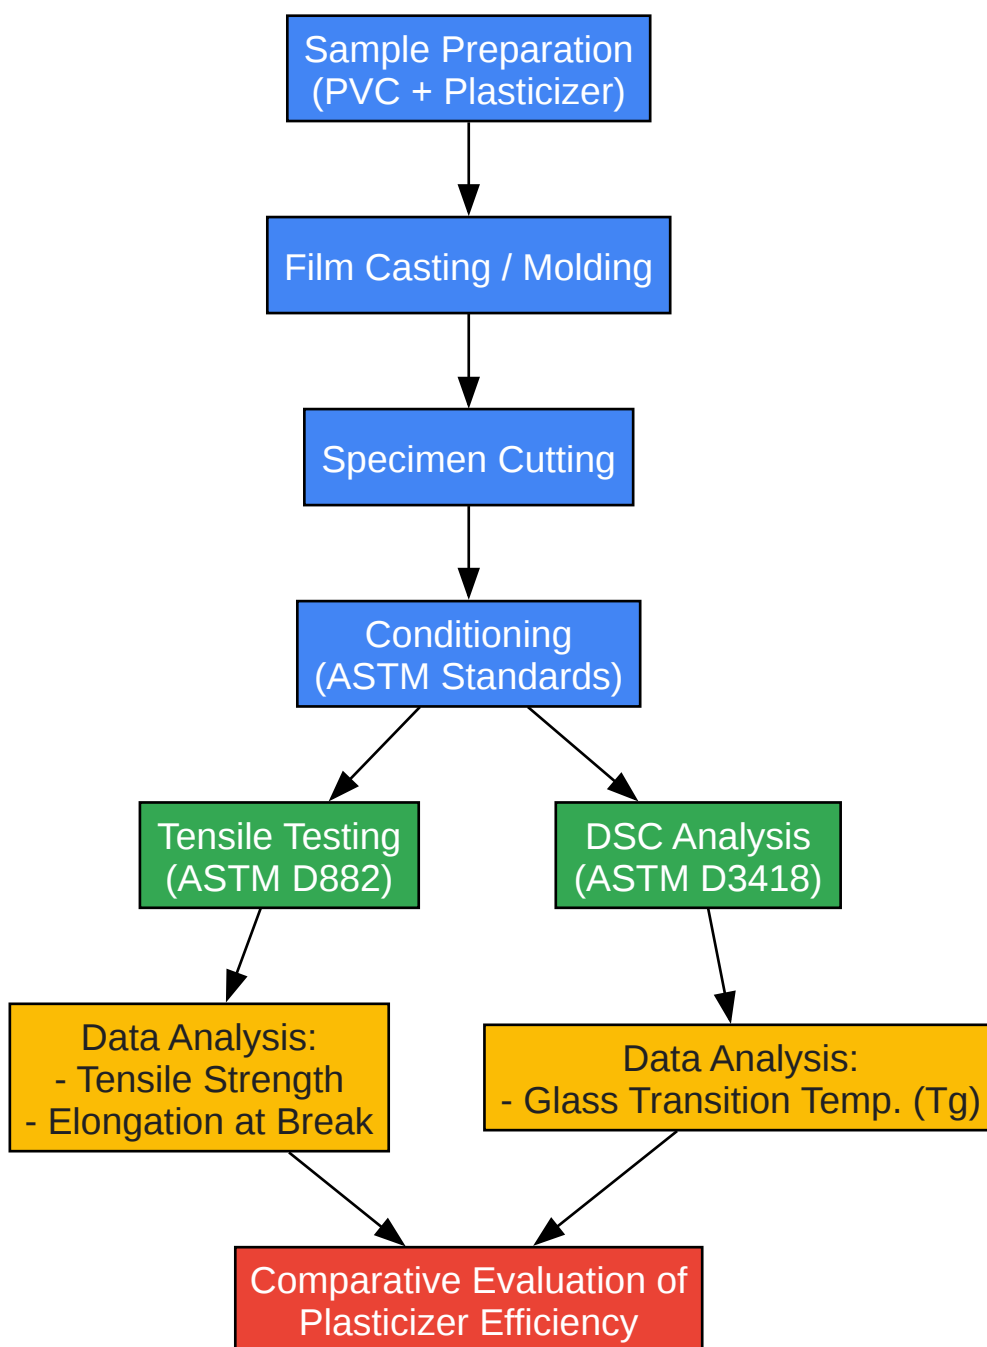 Sample Preparation
(PVC + Plasticizer)
Film Casting / Molding
Specimen Cutting
Conditioning
(ASTM Standards)
Tensile Testing
(ASTM D882)
DSC Analysis
(ASTM D3418)
Data Analysis:
- Tensile Strength
- Elongation at Break
Data Analysis:
- Glass Transition Temp. (Tg)
Comparative Evaluation of
Plasticizer Efficiency